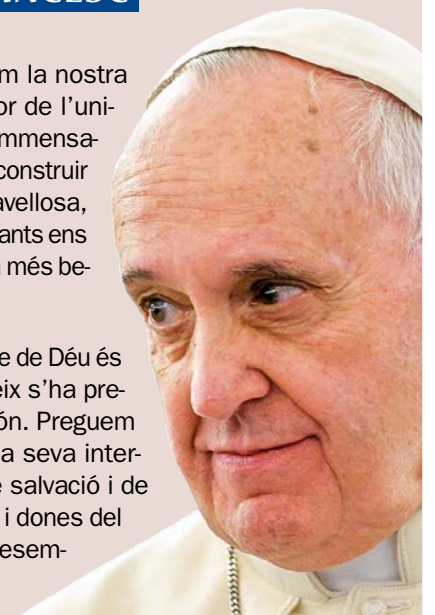 m la nostra
or de l’uni-
mmensa-
construir
avellosa,
ants ens
més be-
e de Déu és
eix s’ha pre-
ón. Preguem
a seva inter-
salvació i de
i dones del
esem-